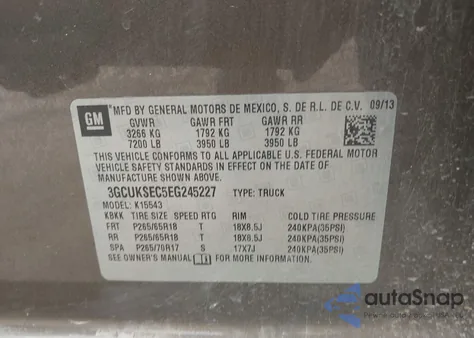 GM
MFD BY GENERAL MOTORS DE MEXICO, S. DE R.L. DE C.V. 09/13
GVWR GAWR FRT GAWR RR
3266 KG 1792 KG 1792 KG
7200 LB 3950 LB 3950 LB
THIS VEHICLE CONFORMS TO ALL APPLICABLE U.S. FEDERAL MOTOR
VEHICLE SAFETY STANDARDS IN EFFECT ON THE DATE OF
MANUFACTURE SHOWN ABOVE.
3GCUKSEC5EG245227 TYPE: TRUCK
MODEL: K15543
KBKK TIRE SIZE SPEED RTG RIM COLD TIRE PRESSURE
FRT P265/65R18 T 18X8.5J 240KPA(35PSI)
RR P265/65R18 T 18X8.5J 240KPA(35PSI)
SPA P265/70R17 S 17X7J 240KPA(35PSI)
SEE OWNER'S MANUAL FOR MORE INFORMATION.
autoSnap